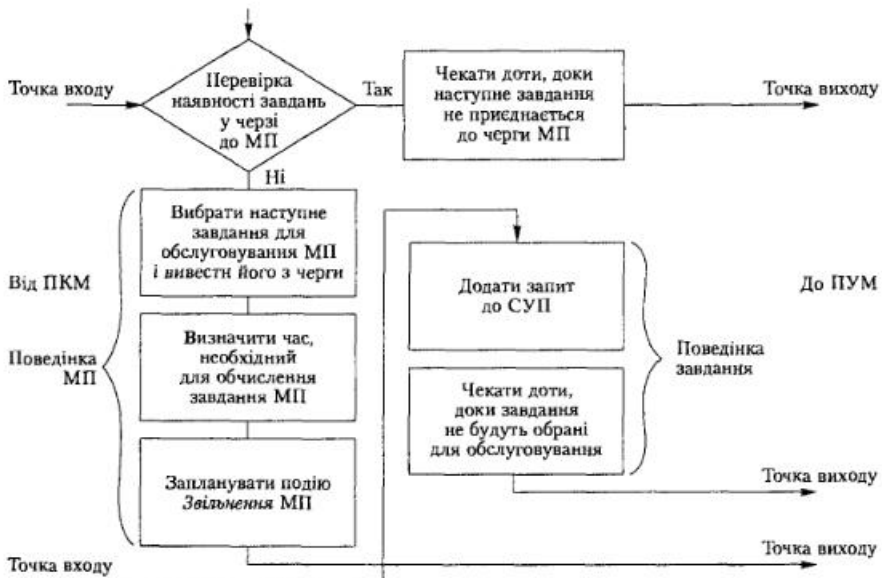 Точка входу
Перевірка
наявності завдань
у черзі
до МП
Так
Чекати доти, доки
наступне завдання
не приєднається
до черги МП
Точка виходу
Ні
Вибрати наступне
завдання для
обслуговування МП
і вивести його з черги
Від ПКМ
Додати запит
до СУП
До ПУМ
Поведінка
МП
Визначити час,
необхідний
для обчислення
завдання МП
Поведінка
завдання
Чекати доти,
доки завдання
не будуть обрані
для обслуговування
Запланувати подію
Звільнення МП
Точка виходу
Точка входу
Точка виходу